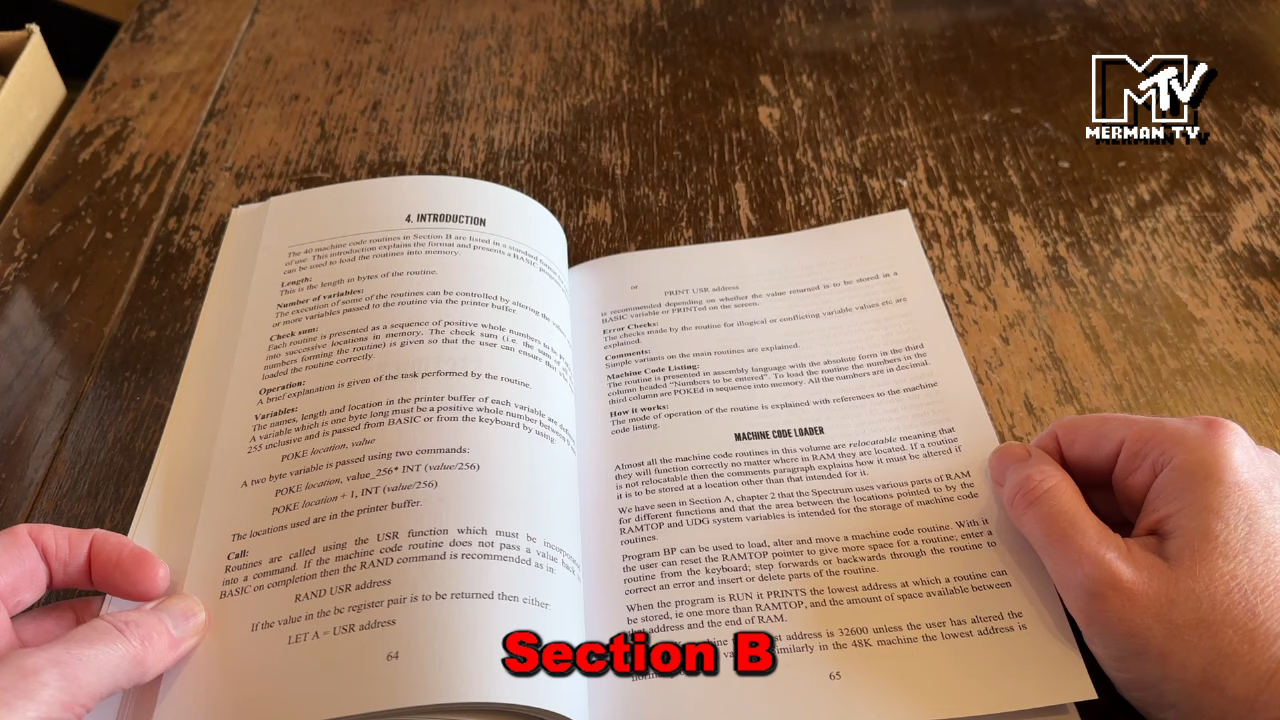 MTV
MERMAN TV
4. INTRODUCTION
The 40 machine code routines in Section B are listed in a standard format
of use. This introduction explains the format and presents a BASIC
can be used to load the routines into memory.
Length:
This is the length in bytes of the routine.
Number of variables:
The execution of some of the routines can be controlled by altering the
or more variables passed to the routine via the printer buffer.
Check sum:
Each routine is presented as a sequence of positive whole numbers to be
into successive locations in memory. The check sum (i.e. the sum of
numbers forming the routine) is given so that the user can ensure that
loaded the routine correctly.
Operation:
A brief explanation is given of the task performed by the routine.
Variables:
The names, length and location in the printer buffer of each variable are
A variable which is one byte long must be a positive whole number between
255 inclusive and is passed from BASIC or from the keyboard by using:
POKE location, value
A two byte variable is passed using two commands:
POKE location, value_256* INT (value/256)
POKE location + 1, INT (value/256)
The locations used are in the printer buffer.
Call:
Routines are called using the USR function which must be
into a command. If the machine code routine does not pass a value back
BASIC on completion then the RAND command is recommended as in:
RAND USR address
If the value in the bc register pair is to be returned then either:
LET A = USR address
64
or
PRINT USR address
is recommended depending on whether the value returned is to be stored in a
BASIC variable or PRINTed on the screen.
Error Checks:
The checks made by the routine for illogical or conflicting variable values etc are
explained.
Comments:
Simple variants on the main routines are explained.
Machine Code Listing:
The routine is presented in assembly language with the absolute form in the third
column headed "Numbers to be entered". To load the routine the numbers in the
third column are POKEd in sequence into memory. All the numbers are in decimal.
How it works:
The mode of operation of the routine is explained with references to the machine
code listing.
MACHINE CODE LOADER
Almost all the machine code routines in this volume are relocatable meaning that
they will function correctly no matter where in RAM they are located. If a routine
is not relocatable then the comments paragraph explains how it must be altered if
it is to be stored at a location other than that intended for it.
We have seen in Section A, chapter 2 that the Spectrum uses various parts of RAM
for different functions and that the area between the locations pointed to by the
RAMTOP and UDG system variables is intended for the storage of machine code
routines.
Program BP can be used to load, alter and move a machine code routine. With it
the user can reset the RAMTOP pointer to give more space for a routine, enter a
routine from the keyboard; step forwards or backwards through the routine to
correct an error and insert or delete parts of the routine.
When the program is RUN it PRINTS the lowest address at which a routine can
be stored, ie one more than RAMTOP, and the amount of space available between
that address and the end of RAM.
address is 32600 unless the user has altered the
similarly in the 48K machine the lowest address is
65
Section B